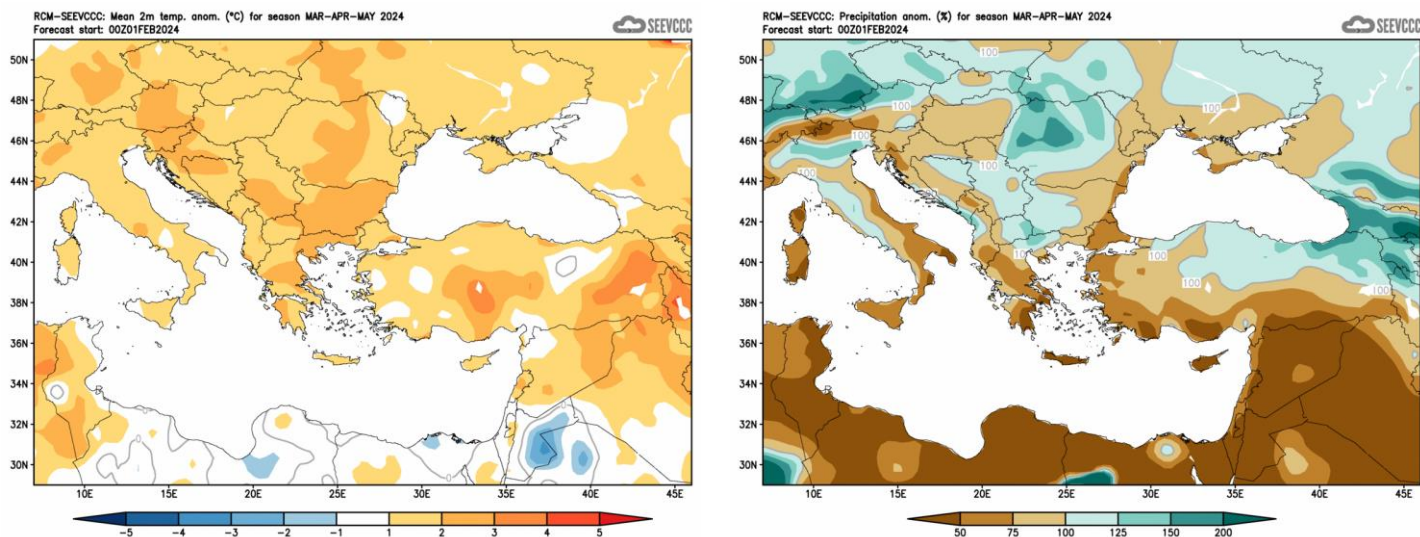 RCM-SEEVCCC: Mean 2m temp. anom. (°C) for season MAR-APR-MAY 2024
Forecast start: 00Z01FEB2024
SEEVCCC
50N
48N
46N
44N
42N
40N
38N
36N
34N
32N
30N
0
0
0
10E
15E
20E
25E
30E
35E
40E
45E
-5
-4
-3
-2
-1
1
2
3
4
5
RCM-SEEVCCC: Precipitation anom. (%) for season MAR-APR-MAY 2024
Forecast start: 00Z01FEB2024
SEEVCCC
50N
48N
46N
44N
42N
40N
38N
36N
34N
32N
30N
100
100
100
100
100
100
100
100
100
100
100
10E
15E
20E
25E
30E
35E
40E
45E
50
75
100
125
150
200